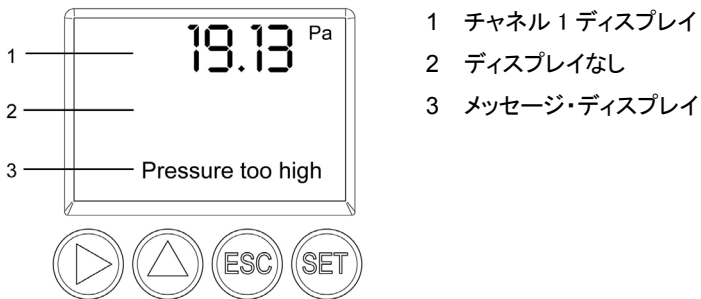 19.13 Pa
1
2
3 Pressure too high
ESC SET
1 チャネル 1 ディスプレイ
2 ディスプレイなし
3 メッセージ・ディスプレイ